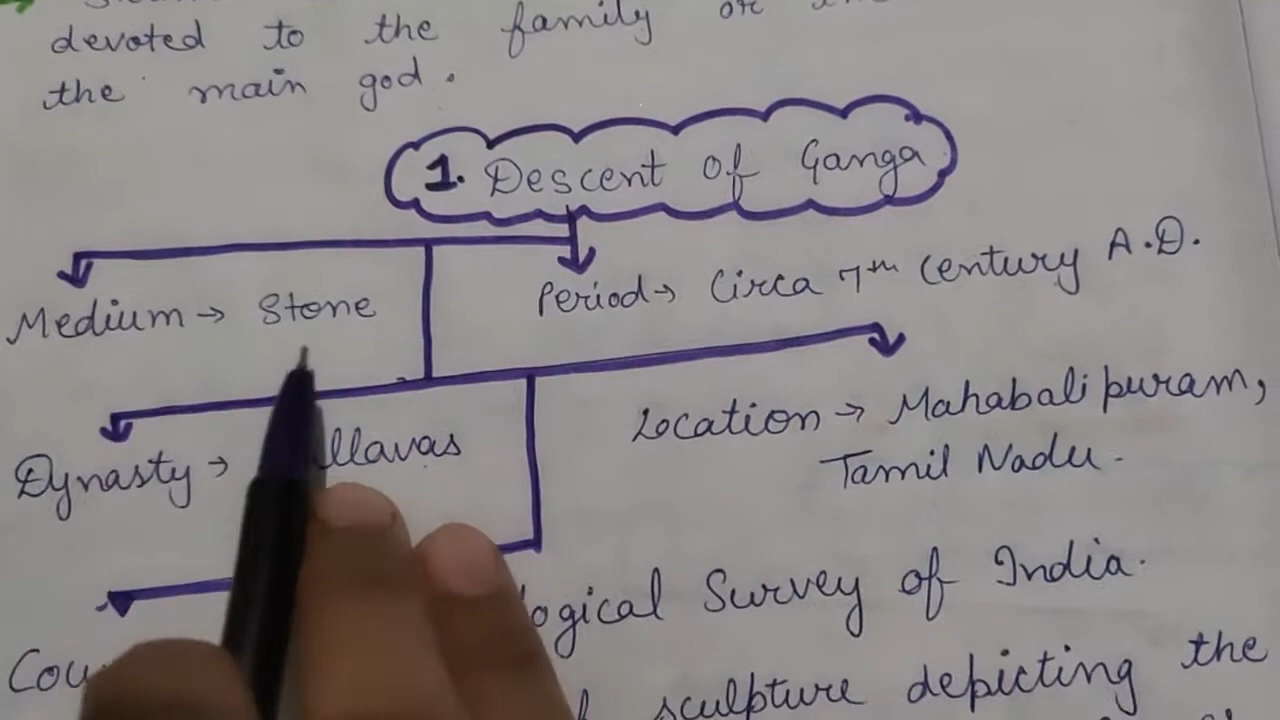 devoted to the family
the main god.
1. Descent of Ganga
Medium → Stone
Period → Circa 7th century A.D.
Dynasty → llavas
Location → Mahabalipuram,
Tamil Nadu.
logical Survey of India.
Cou
sculpture depicting the